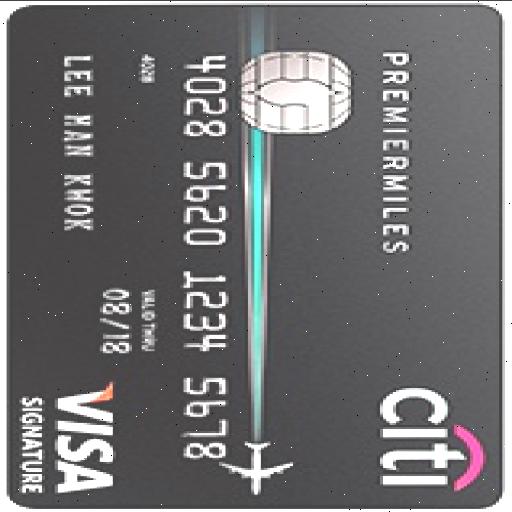 PREMIERMILES citi
4028 5620 1234 5678
4028 VALID THRU
08/18
LEE MAN KHOK VISA
SIGNATURE